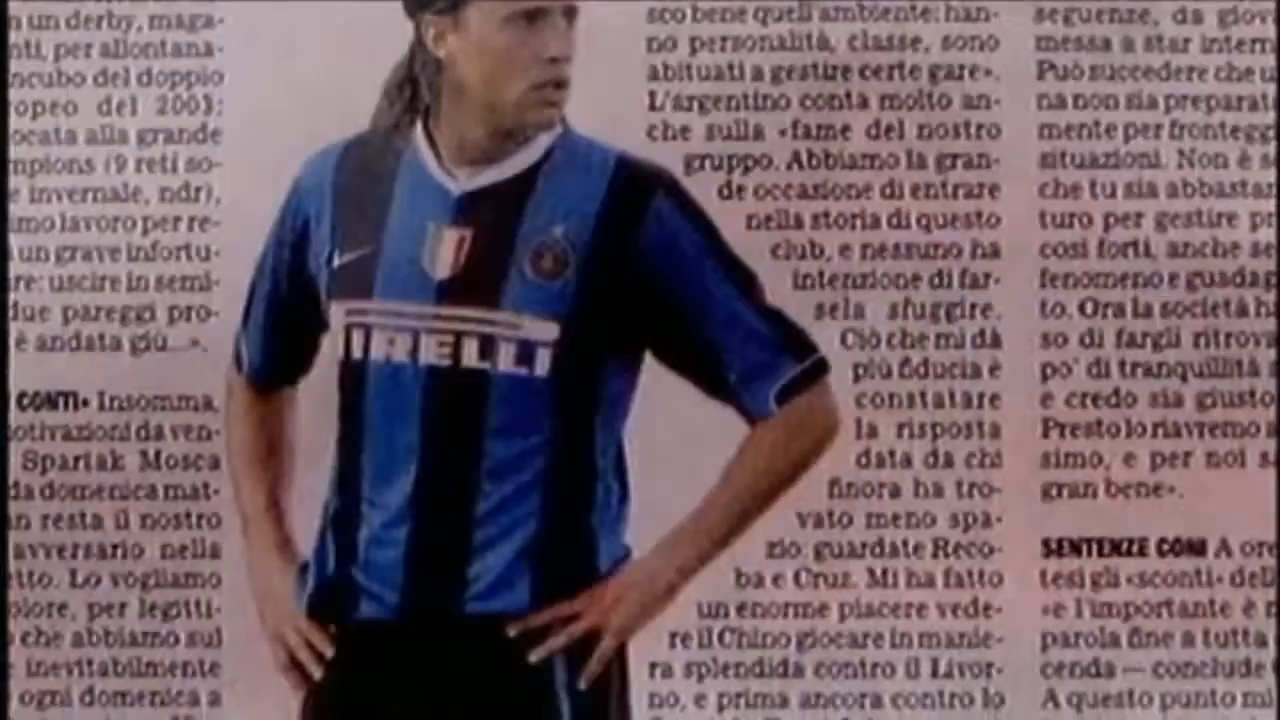 n un derby, maga-
nti, per allontana-
ncubo del doppio
opeo del 2003:
ocata alla grande
mpions (9 reti so-
e invernale, ndr),
mo lavoro per re-
un grave infortu-
re: uscire in semi-
due pareggi pro-
è andata giù...».
CONTI• Insomma,
otivazioni da ven-
Spartak Mosca
da domenica mat-
n resta il nostro
avversario nella
tto. Lo vogliamo
olore, per legitti-
che abbiamo sul
inevitabilmente
ogni domenica a
PIRELLI
sco bene quell'ambiente: han-
no personalità, classe, sono
abituati a gestire certe gare».
L'argentino conta molto an-
che sulla «fame del nostro
gruppo. Abbiamo la gran-
de occasione di entrare
nella storia di questo
club, e nessuno ha
intenzione di far-
sela sfuggire.
Ciò che mi dà
più fiducia è
constatare
la risposta
data da chi
finora ha tro-
vato meno spa-
zio: guardate Reco-
ba e Cruz. Mi ha fatto
un enorme piacere vede-
re il Chino giocare in manie-
ra splendida contro il Livor-
no, e prima ancora contro lo
seguenze, da giov
messa a star intern
Può succedere che u
na non sia preparat
mente per frontegg
situazioni. Non è s
che tu sia abbastan
turo per gestire pr
così forti, anche se
fenomeno e guadag
to. Ora la società h
so di fargli ritrova
po' di tranquillità
e credo sia giusto
Presto lo riavremo a
simo, e per noi s
gran bene».
SENTENZE CONI A ore
tesi gli «sconti» dell
«e l'importante è
parola fine a tutta
cenda — conclude
A questo punto mi